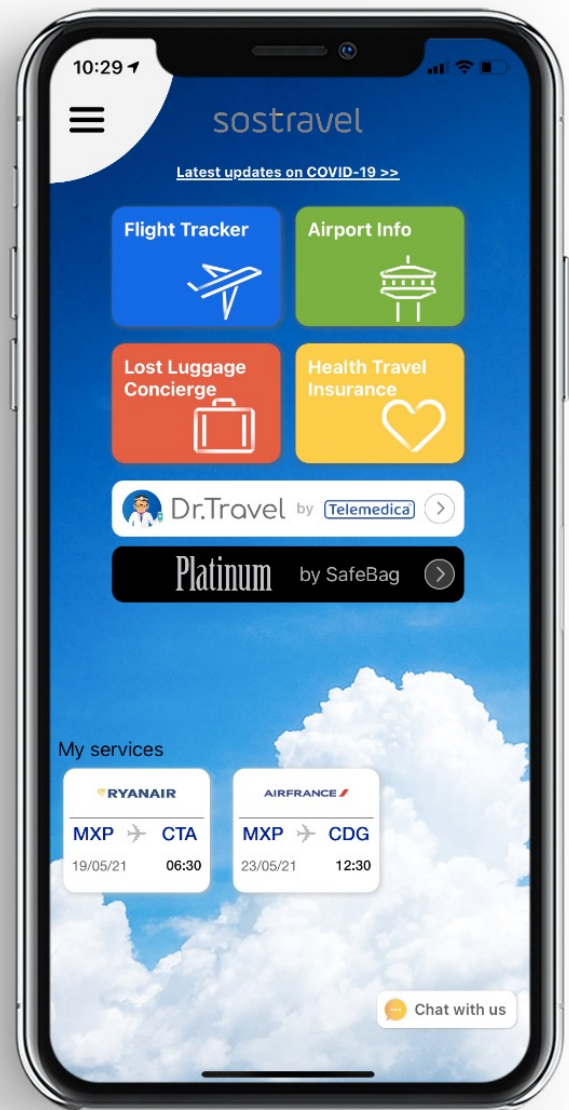 10:29
sostravel
Latest updates on COVID-19 >>
Flight Tracker
Airport Info
Lost Luggage
Concierge
Health Travel
Insurance
Dr.Travel by Telemedica
Platinum by SafeBag
My services
RYANAIR
MXP CTA
19/05/21 06:30
AIRFRANCE
MXP CDG
23/05/21 12:30
Chat with us